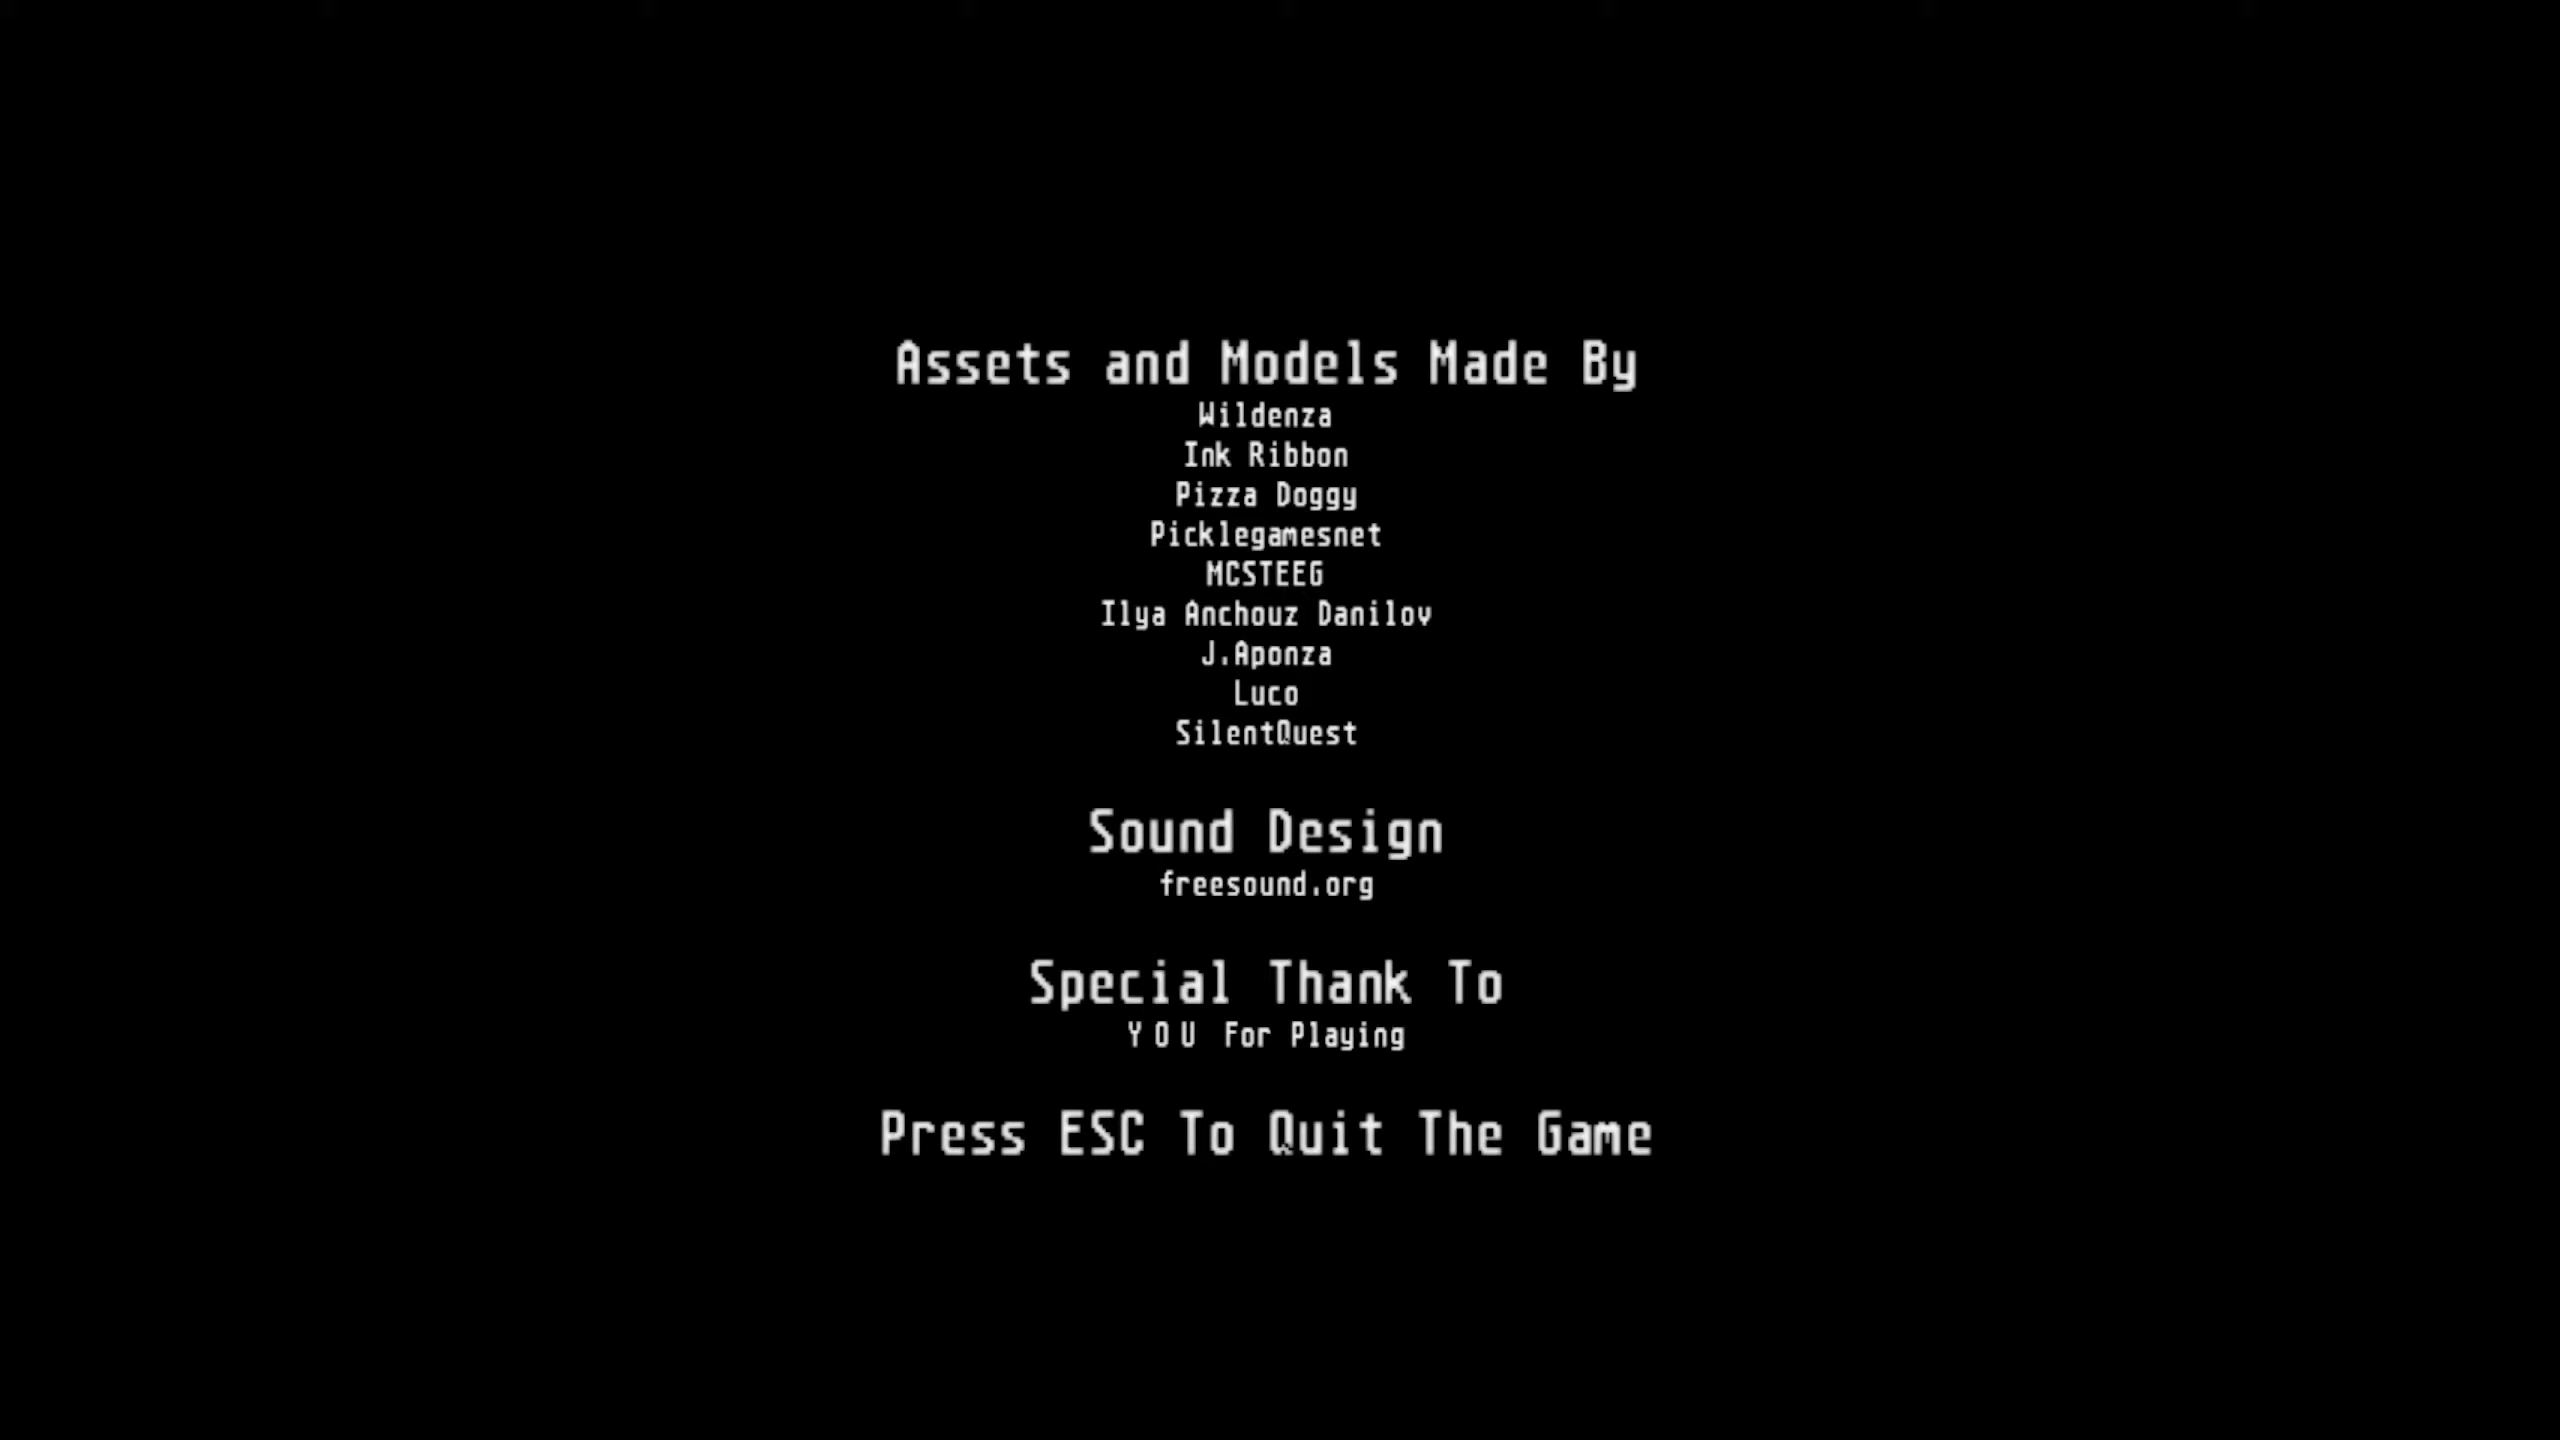 Assets and Models Made By
Wildenza
Ink Ribbon
Pizza Doggy
Picklegamesnet
MCSTEEG
Ilya Anchouz Danilov
J.Aponza
Luco
SilentQuest
Sound Design
freesound.org
Special Thank To
Y O U For Playing
Press ESC To Quit The Game